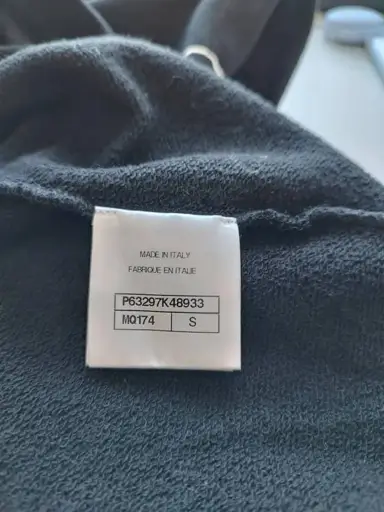 MADE IN ITALY
FABRIQUE EN ITALIE
P63297K48933
MQ174 S